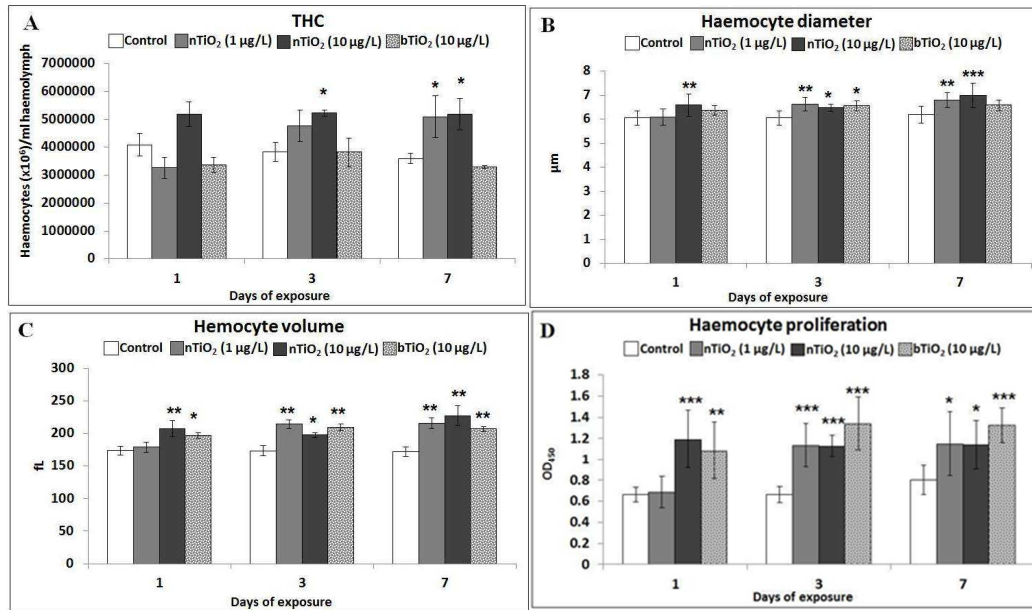 A
THC
Control nTiO₂ (1 µg/L) nTiO₂ (10 µg/L) bTiO₂ (10 µg/L)
Haemocytes (x10⁶)/mlhaemolymph
7000000
6000000
5000000
4000000
3000000
2000000
1000000
0
* * *
1 3 7
Days of exposure
B
Haemocyte diameter
Control nTiO₂ (1 µg/L) nTiO₂ (10 µg/L) bTiO₂ (10 µg/L)
µm
8
7
6
5
4
3
2
1
0
** ** * * ** ***
1 3 7
Days of exposure
C
Hemocyte volume
Control nTiO₂ (1 µg/L) nTiO₂ (10 µg/L) bTiO₂ (10 µg/L)
fL
300
250
200
150
100
50
0
** * ** * ** ** ** **
1 3 7
Days of exposure
D
Haemocyte proliferation
Control nTiO₂ (1 µg/L) nTiO₂ (10 µg/L) bTiO₂ (10 µg/L)
OD₄₅₀
1.8
1.6
1.4
1.2
1
0.8
0.6
0.4
0.2
0
*** ** *** *** *** * * ***
1 3 7
Days of exposure